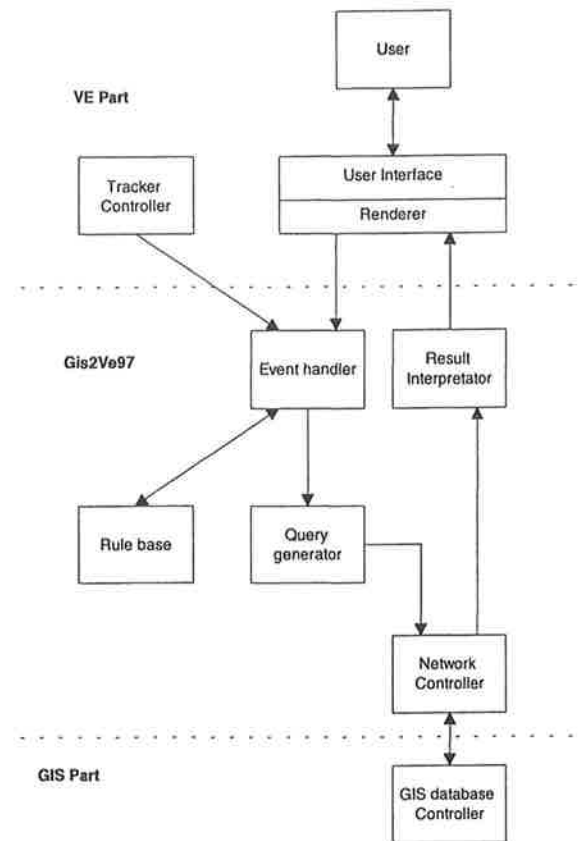 User
VE Part
User Interface
Tracker
Controller
Renderer
Gis2Ve97
Event handler
Result
Interpretator
Rule base
Query
generator
Network
Controller
GIS Part
GIS database
Controller